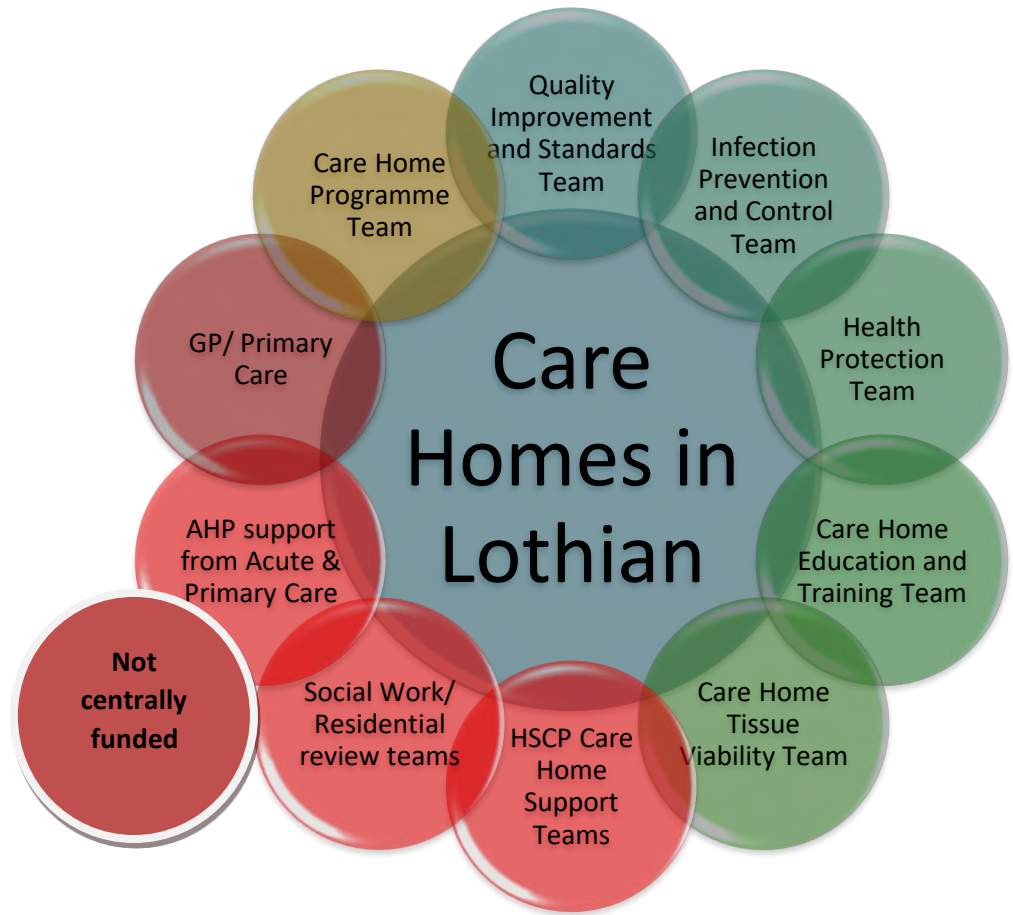 Quality
Improvement
and Standards
Team
Infection
Prevention
and Control
Team
Health
Protection
Team
Care Home
Education and
Training Team
Care Home
Tissue
Viability Team
HSCP Care
Home
Support
Teams
Social Work/
Residential
review teams
AHP support
from Acute &
Primary Care
GP/ Primary
Care
Care Home
Programme
Team
Care
Homes in
Lothian
Not
centrally
funded